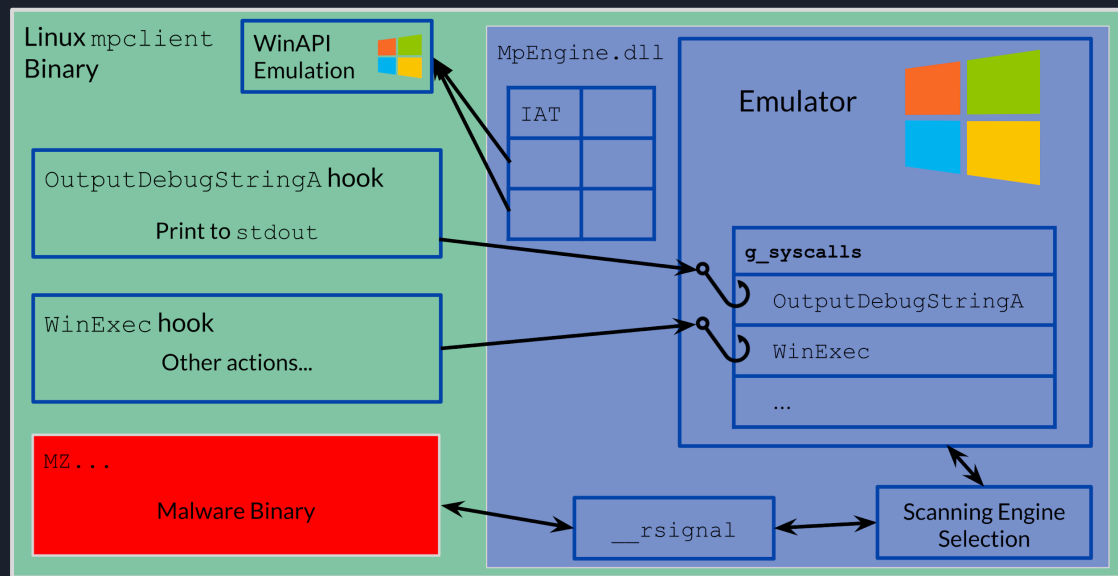 Linux mpclient
Binary
WinAPI
Emulation
MpEngine.dll
IAT
Emulator
OutputDebugStringA hook
Print to stdout
g_syscalls
OutputDebugStringA
WinExec
...
WinExec hook
Other actions...
MZ...
Malware Binary
__rsignal
Scanning Engine
Selection